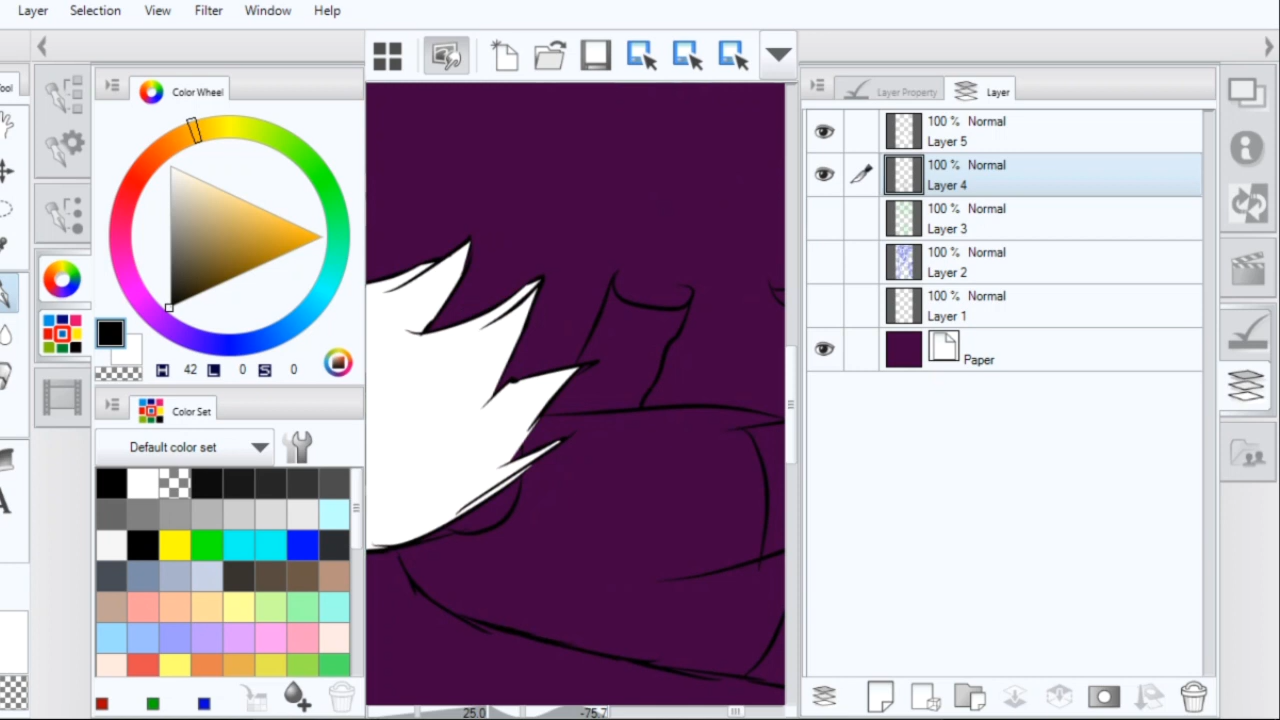 Layer Selection View Filter Window Help
ool
Color Wheel
Layer Property Layer
100 % Normal
Layer 5
100 % Normal
Layer 4
100 % Normal
Layer 3
100 % Normal
Layer 2
100 % Normal
Layer 1
Paper
H 42 L 0 S 0
Color Set
Default color set
A
25.0 -75.7